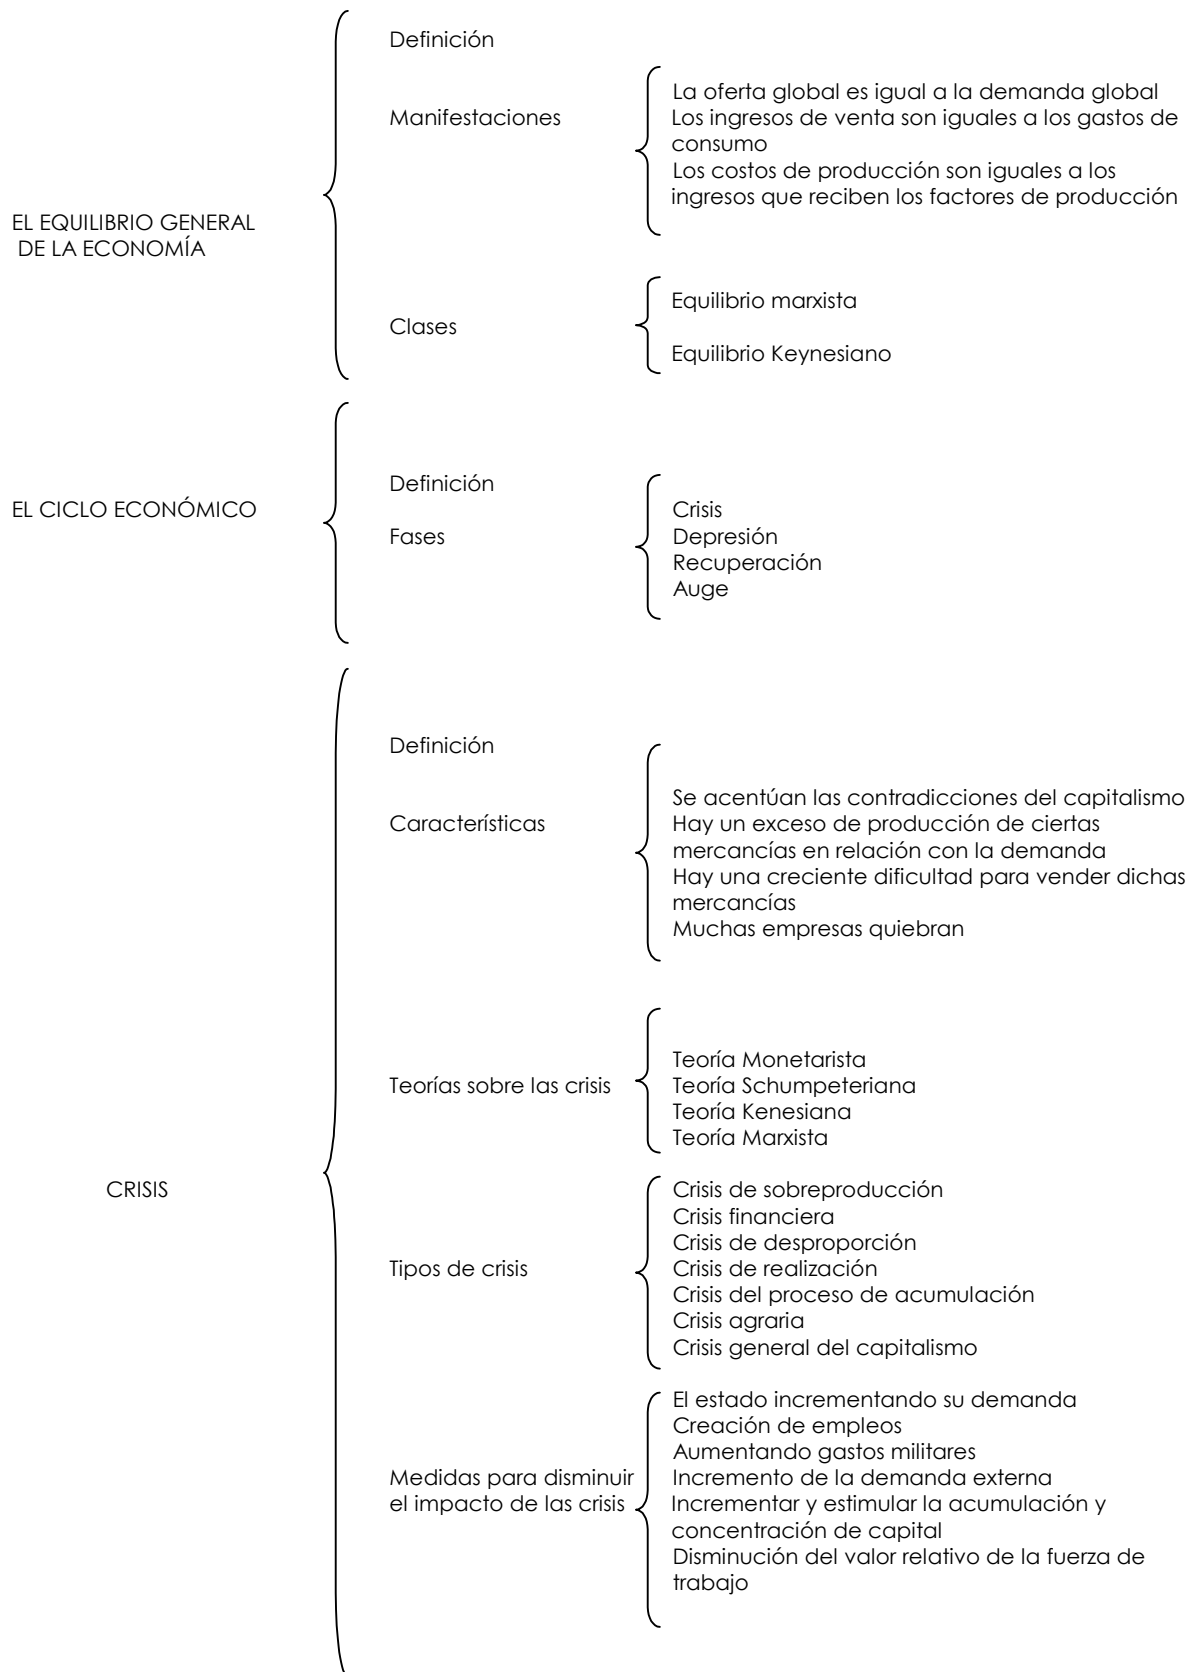 Definición
Manifestaciones
La oferta global es igual a la demanda global
Los ingresos de venta son iguales a los gastos de
consumo
Los costos de producción son iguales a los
ingresos que reciben los factores de producción
EL EQUILIBRIO GENERAL
DE LA ECONOMÍA
Clases
Equilibrio marxista
Equilibrio Keynesiano
EL CICLO ECONÓMICO
Definición
Fases
Crisis
Depresión
Recuperación
Auge
CRISIS
Definición
Características
Se acentúan las contradicciones del capitalismo
Hay un exceso de producción de ciertas
mercancías en relación con la demanda
Hay una creciente dificultad para vender dichas
mercancías
Muchas empresas quiebran
Teorías sobre las crisis
Teoría Monetarista
Teoría Schumpeteriana
Teoría Kenesiana
Teoría Marxista
Tipos de crisis
Crisis de sobreproducción
Crisis financiera
Crisis de desproporción
Crisis de realización
Crisis del proceso de acumulación
Crisis agraria
Crisis general del capitalismo
Medidas para disminuir
el impacto de las crisis
El estado incrementando su demanda
Creación de empleos
Aumentando gastos militares
Incremento de la demanda externa
Incrementar y estimular la acumulación y
concentración de capital
Disminución del valor relativo de la fuerza de
trabajo